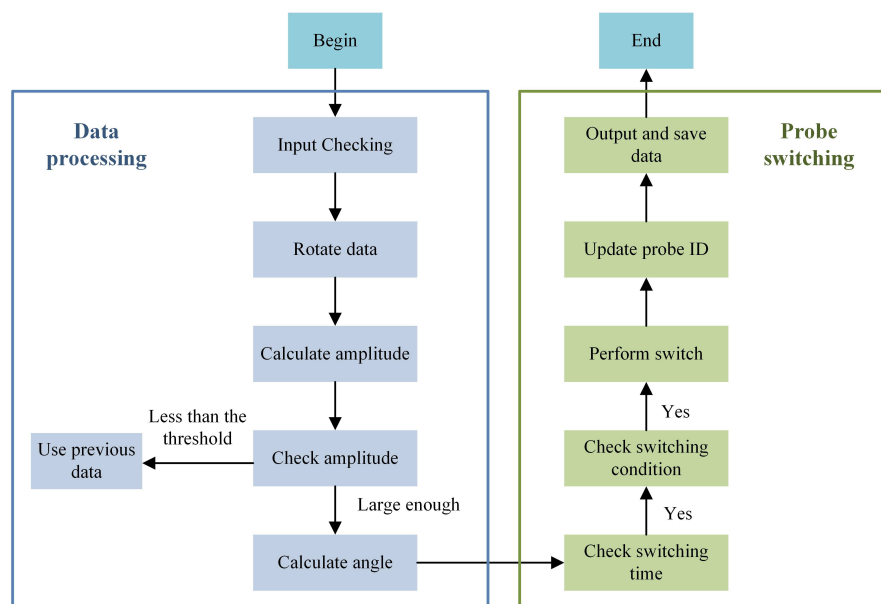 Begin
Data
processing
Input Checking
Rotate data
Calculate amplitude
Less than the
threshold
Use previous
data
Check amplitude
Large enough
Calculate angle
End
Probe
switching
Output and save
data
Update probe ID
Perform switch
Yes
Check switching
condition
Yes
Check switching
time